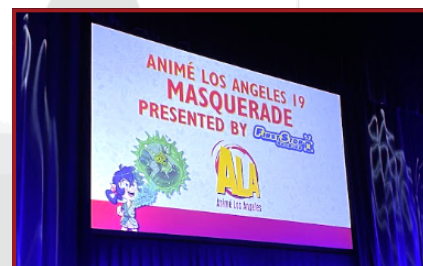 ANIMÉ LOS ANGELES 19
MASQUERADE
PRESENTED BY
ALA
Animé Los Angeles